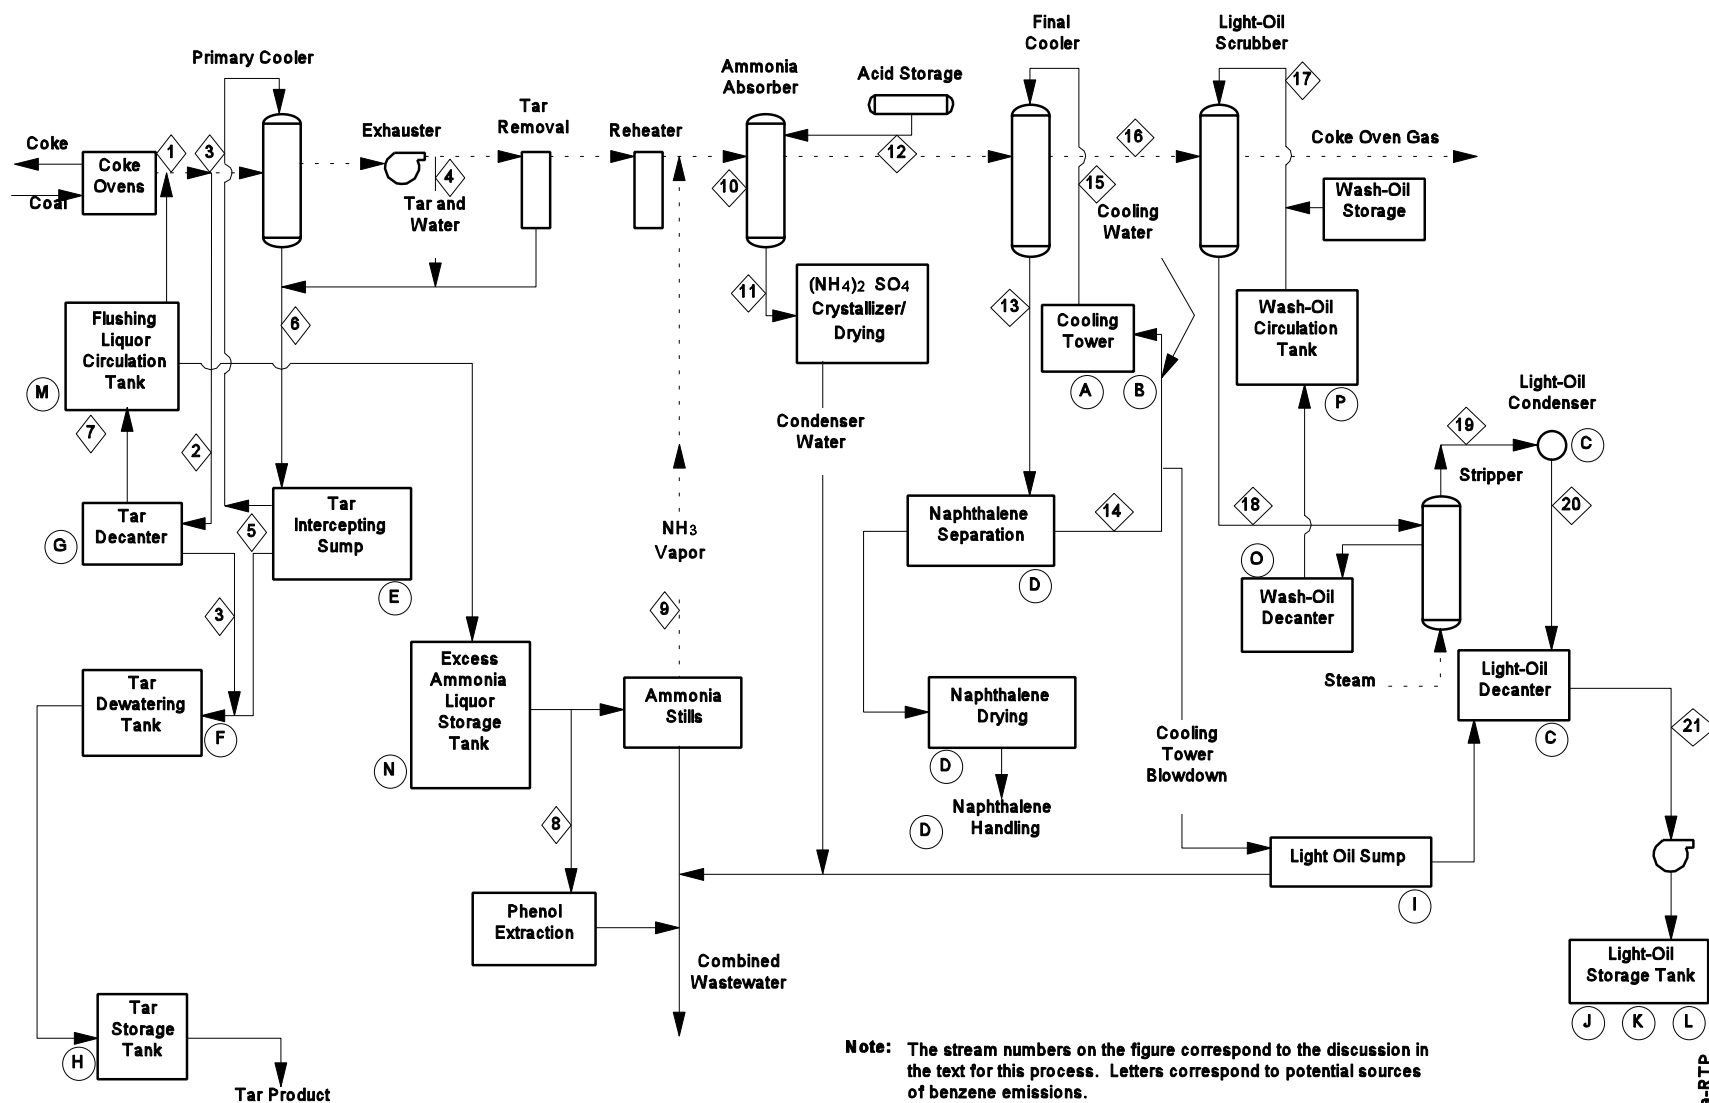 Primary Cooler
Final
Cooler
Light-Oil
Scrubber
Ammonia
Absorber
Acid Storage
17
Tar
Removal
Exhauster
Reheater
16
Coke Oven Gas
Coke
1
3
12
Coke
Ovens
4
10
15
Wash-Oil
Storage
Coal
Tar and
Water
Cooling
Water
11
(NH4)2 SO4
Crystallizer/
Drying
13
Flushing
Liquor
Circulation
Tank
6
Cooling
Tower
Wash-Oil
Circulation
Tank
M
A
B
P
Light-Oil
Condenser
7
2
Condenser
Water
19
C
Stripper
Tar
Decanter
5
Tar
Intercepting
Sump
Naphthalene
Separation
14
18
20
G
NH3
Vapor
O
E
D
3
9
Wash-Oil
Decanter
Excess
Ammonia
Liquor
Storage
Tank
Tar
Dewatering
Tank
Ammonia
Stills
Naphthalene
Drying
Steam
Light-Oil
Decanter
F
N
D
Cooling
Tower
Blowdown
C
21
Naphthalene
Handling
8
D
Light Oil Sump
I
Phenol
Extraction
Combined
Wastewater
Light-Oil
Storage Tank
Tar
Storage
Tank
J
K
L
H
Tar Product
Note: The stream numbers on the figure correspond to the discussion in
the text for this process. Letters correspond to potential sources
of benzene emissions.
a-RTP